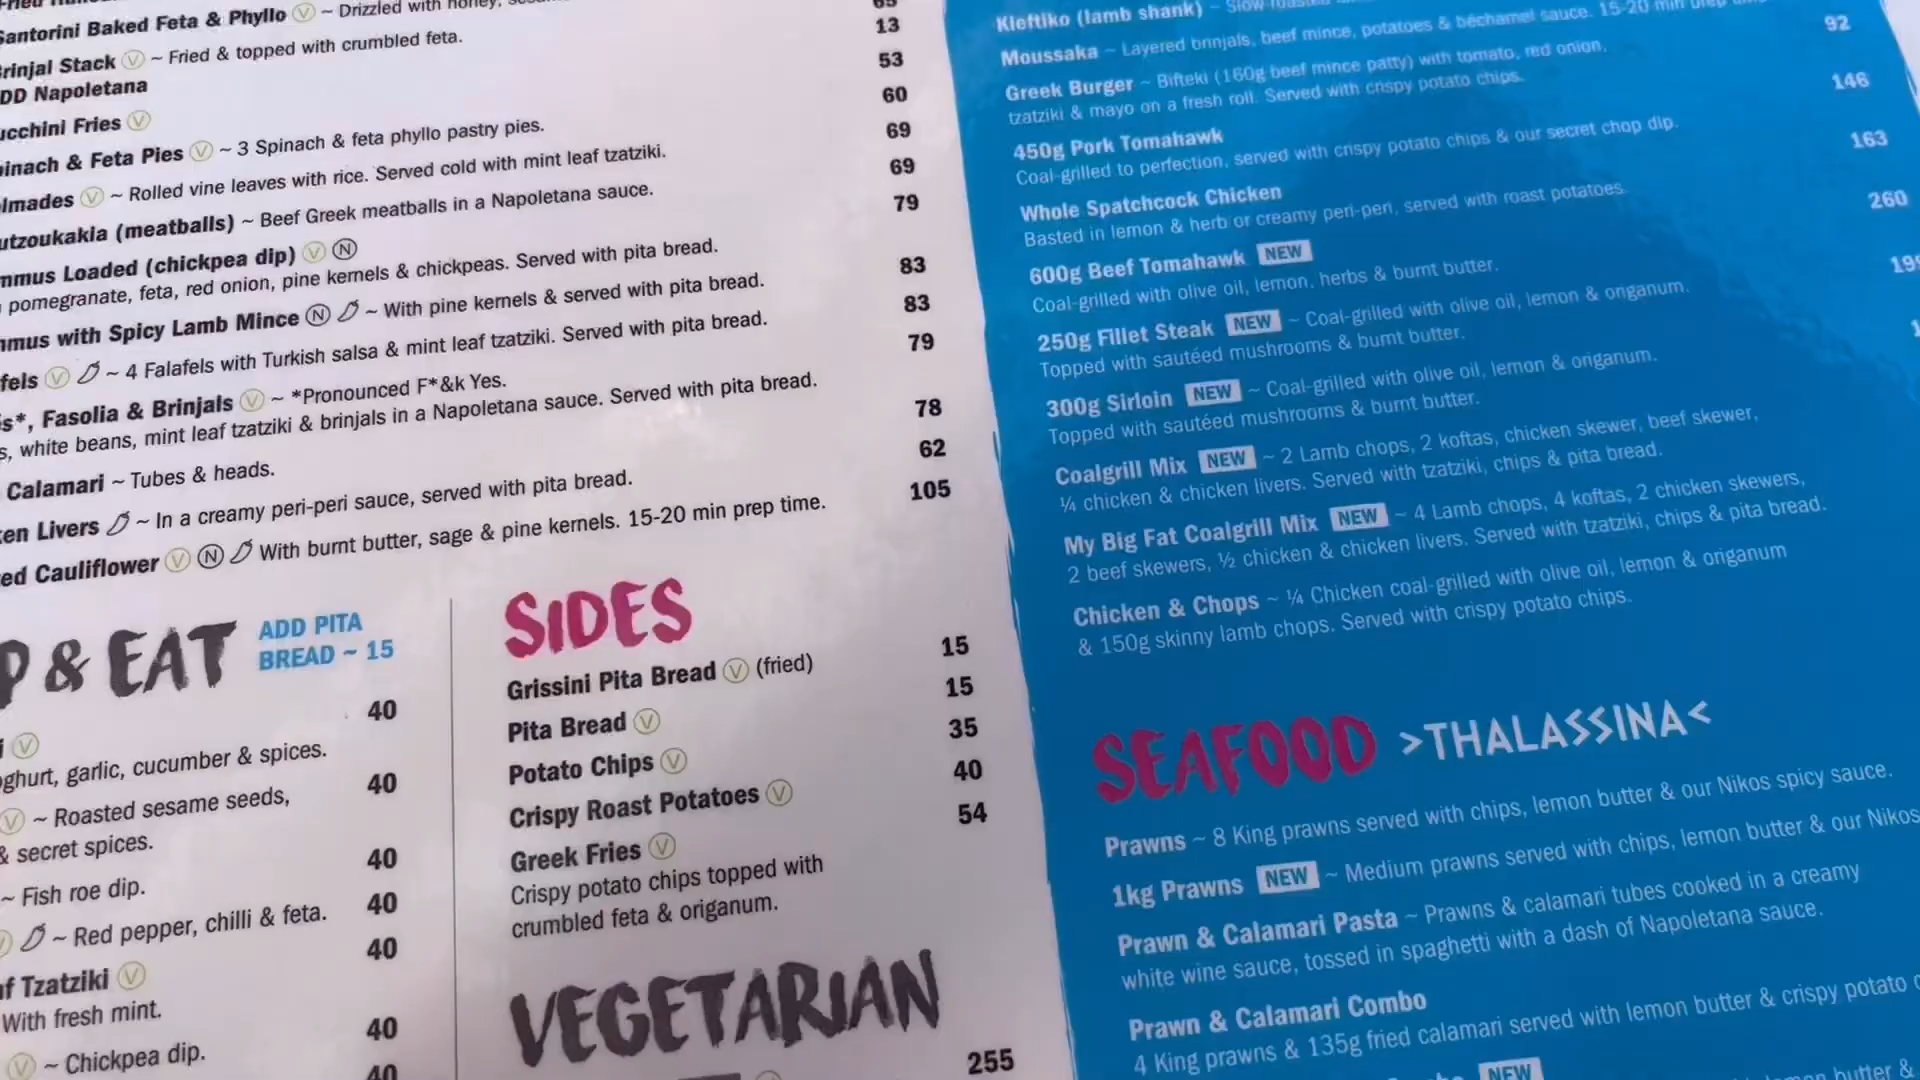 Santorini Baked Feta & Phyllo V ~ Drizzled with honey,
Brinjal Stack V ~ Fried & topped with crumbled feta.
ADD Napoletana 13
Zucchini Fries V 53
Spinach & Feta Pies V ~ 3 Spinach & feta phyllo pastry pies. 60
Dolmades V ~ Rolled vine leaves with rice. Served cold with mint leaf tzatziki. 69
Soutzoukakia (meatballs) ~ Beef Greek meatballs in a Napoletana sauce. 69
Hummus Loaded (chickpea dip) V N 79
pomegranate, feta, red onion, pine kernels & chickpeas. Served with pita bread.
Hummus with Spicy Lamb Mince N ~ With pine kernels & served with pita bread. 83
Falafels V ~ 4 Falafels with Turkish salsa & mint leaf tzatziki. Served with pita bread. 83
s*, Fasolia & Brinjals V ~ *Pronounced F*&k Yes. 79
white beans, mint leaf tzatziki & brinjals in a Napoletana sauce. Served with pita bread.
Calamari ~ Tubes & heads. 78
Chicken Livers ~ In a creamy peri-peri sauce, served with pita bread. 62
ed Cauliflower V N With burnt butter, sage & pine kernels. 15-20 min prep time. 105
P & EAT
ADD PITA
BREAD ~ 15
V 40
yoghurt, garlic, cucumber & spices.
V ~ Roasted sesame seeds, 40
& secret spices.
~ Fish roe dip. 40
V ~ Red pepper, chilli & feta. 40
f Tzatziki V 40
With fresh mint.
V ~ Chickpea dip. 40
40
SIDES
Grissini Pita Bread V (fried) 15
Pita Bread V 15
Potato Chips V 35
Crispy Roast Potatoes V 40
Greek Fries V 54
Crispy potato chips topped with
crumbled feta & origanum.
VEGETARIAN
255
Kleftiko (lamb shank) ~ Slow-roasted
Moussaka ~ Layered brinjals, beef mince, potatoes & béchamel sauce. 15-20 min prep
Greek Burger ~ Bifteki (160g beef mince patty) with tomato, red onion, 92
tzatziki & mayo on a fresh roll. Served with crispy potato chips.
450g Pork Tomahawk 146
Coal-grilled to perfection, served with crispy potato chips & our secret chop dip.
Whole Spatchcock Chicken 163
Basted in lemon & herb or creamy peri-peri, served with roast potatoes.
600g Beef Tomahawk NEW 260
Coal-grilled with olive oil, lemon, herbs & burnt butter.
250g Fillet Steak NEW ~ Coal-grilled with olive oil, lemon & origanum.
Topped with sautéed mushrooms & burnt butter.
300g Sirloin NEW ~ Coal-grilled with olive oil, lemon & origanum.
Topped with sautéed mushrooms & burnt butter.
Coalgrill Mix NEW ~ 2 Lamb chops, 2 koftas, chicken skewer, beef skewer,
¼ chicken & chicken livers. Served with tzatziki, chips & pita bread.
My Big Fat Coalgrill Mix NEW ~ 4 Lamb chops, 4 koftas, 2 chicken skewers,
2 beef skewers, ½ chicken & chicken livers. Served with tzatziki, chips & pita bread.
Chicken & Chops ~ ¼ Chicken coal-grilled with olive oil, lemon & origanum
& 150g skinny lamb chops. Served with crispy potato chips.
SEAFOOD >THALASSINA<
Prawns ~ 8 King prawns served with chips, lemon butter & our Nikos spicy sauce.
1kg Prawns NEW ~ Medium prawns served with chips, lemon butter & our Nikos
Prawn & Calamari Pasta ~ Prawns & calamari tubes cooked in a creamy
white wine sauce, tossed in spaghetti with a dash of Napoletana sauce.
Prawn & Calamari Combo
4 King prawns & 135g fried calamari served with lemon butter & crispy potato
NEW
butter &